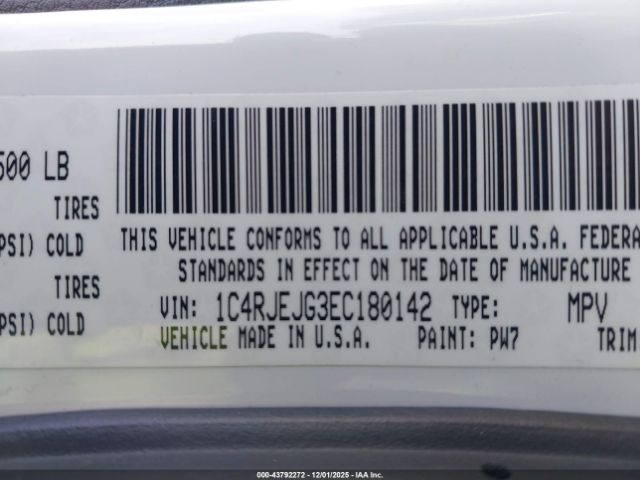 500 LB
TIRES
PSI) COLD
TIRES
PSI) COLD
THIS VEHICLE CONFORMS TO ALL APPLICABLE U.S.A. FEDERA
STANDARDS IN EFFECT ON THE DATE OF MANUFACTURE
VIN: 1C4RJEJG3EC180142 TYPE: MPV
VEHICLE MADE IN U.S.A. PAINT: PW7 TRIM
000-43792272 - 12/01/2025 - IAA Inc.